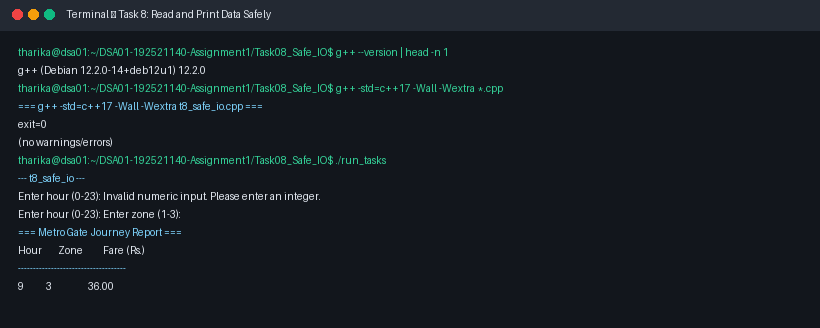 Terminal ▯ Task 8: Read and Print Data Safely
tharika@dsa01:~/DSA01-192521140-Assignment1/Task08_Safe_IO$ g++ --version | head -n 1
g++ (Debian 12.2.0-14+deb12u1) 12.2.0
tharika@dsa01:~/DSA01-192521140-Assignment1/Task08_Safe_IO$ g++ -std=c++17 -Wall -Wextra *.cpp
=== g++ -std=c++17 -Wall -Wextra t8_safe_io.cpp ===
exit=0
(no warnings/errors)
tharika@dsa01:~/DSA01-192521140-Assignment1/Task08_Safe_IO$ ./run_tasks
--- t8_safe_io ---
Enter hour (0-23): Invalid numeric input. Please enter an integer.
Enter hour (0-23): Enter zone (1-3):
=== MetroGate Journey Report ===
Hour Zone Fare (Rs.)
------------------------------------
9 3 36.00